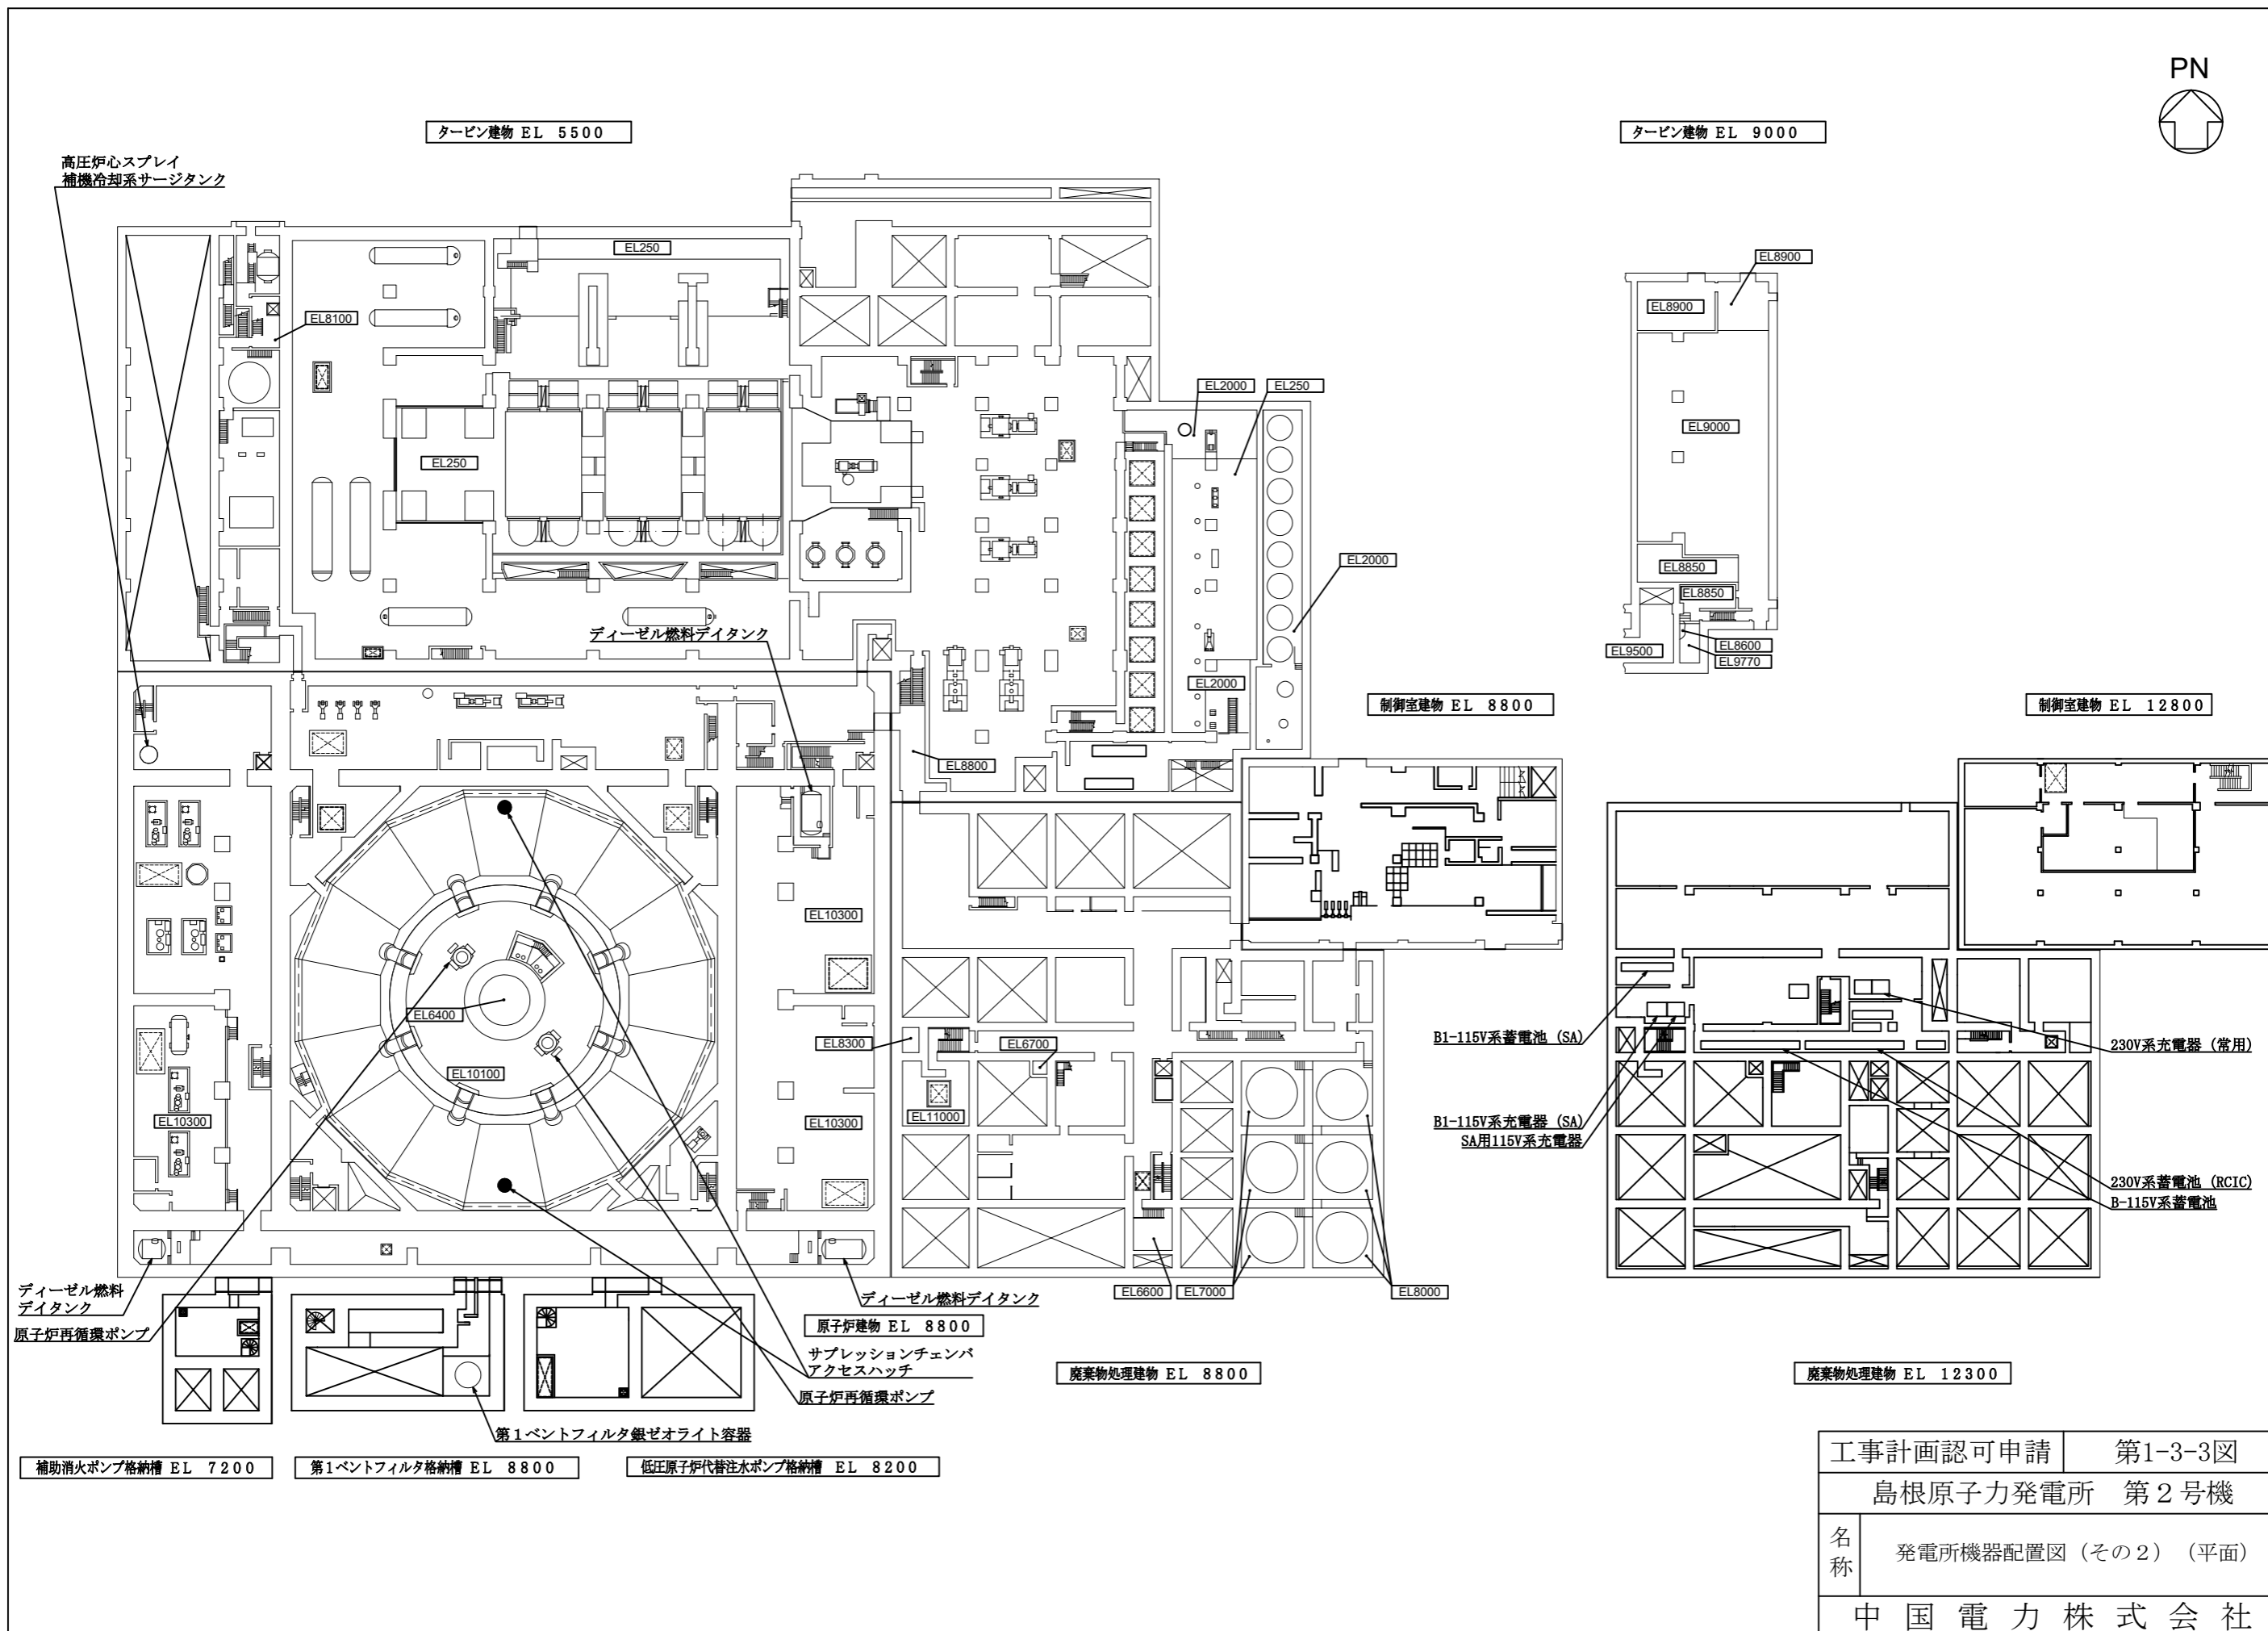 PN
タービン建物 EL 5500
タービン建物 EL 9000
高圧炉心スプレイ
補機冷却系サージタンク
EL250
EL8900
EL8900
EL8100
EL2000
EL250
EL9000
EL250
EL2000
EL8850
EL8850
ディーゼル燃料デイタンク
EL8600
EL9500
EL9770
EL2000
制御室建物 EL 8800
制御室建物 EL 12800
EL8800
EL10300
EL6400
EL8300
EL6700
B1-115V系蓄電池 (SA)
230V系充電器 (常用)
EL10100
EL10300
EL11000
EL10300
B1-115V系充電器 (SA)
SA用115V系充電器
230V系蓄電池 (RCIC)
B-115V系蓄電池
ディーゼル燃料
デイタンク
原子炉再循環ポンプ
ディーゼル燃料デイタンク
EL6600
EL7000
EL8000
原子炉建物 EL 8800
サプレッションチェンバ
アクセスハッチ
原子炉再循環ポンプ
廃棄物処理建物 EL 8800
廃棄物処理建物 EL 12300
第1ベントフィルタ銀ゼオライト容器
補助消火ポンプ格納槽 EL 7200
第1ベントフィルタ格納槽 EL 8800
低圧原子炉代替注水ポンプ格納槽 EL 8200
工事計画認可申請 第1-3-3図
島根原子力発電所 第２号機
名称 発電所機器配置図（その２）（平面）
中国電力株式会社